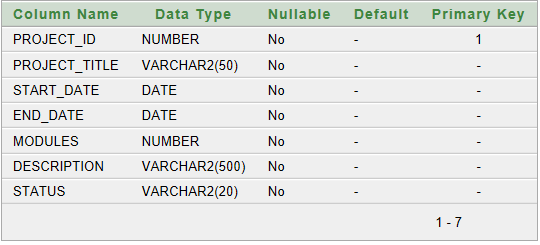 Column Name Data Type Nullable Default Primary Key
PROJECT_ID NUMBER No - 1
PROJECT_TITLE VARCHAR2(50) No - -
START_DATE DATE No - -
END_DATE DATE No - -
MODULES NUMBER No - -
DESCRIPTION VARCHAR2(500) No - -
STATUS VARCHAR2(20) No - -
1 - 7